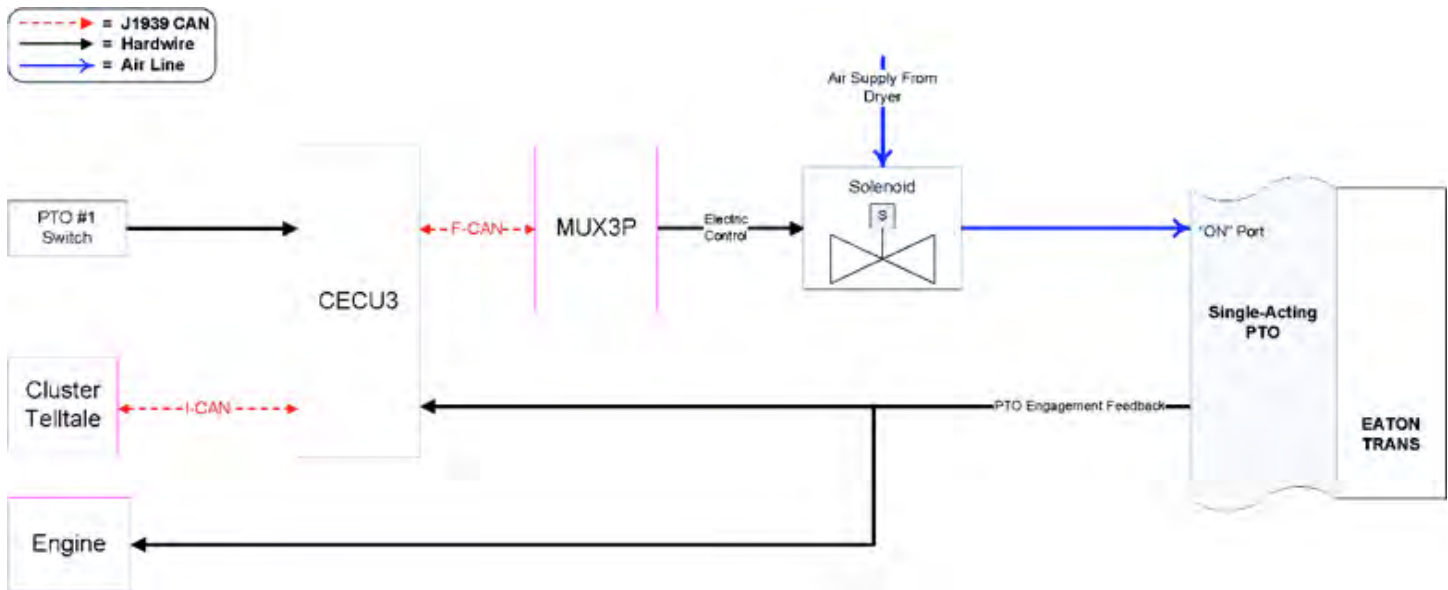 = J1939 CAN
= Hardwire
= Air Line
Air Supply From
Dryer
PTO #1
Switch
CECU3
F-CAN
MUX3P
Electric
Control
Solenoid
S
"ON" Port
Single-Acting
PTO
Cluster
Telltale
I-CAN
PTO Engagement Feedback
EATON
TRANS
Engine